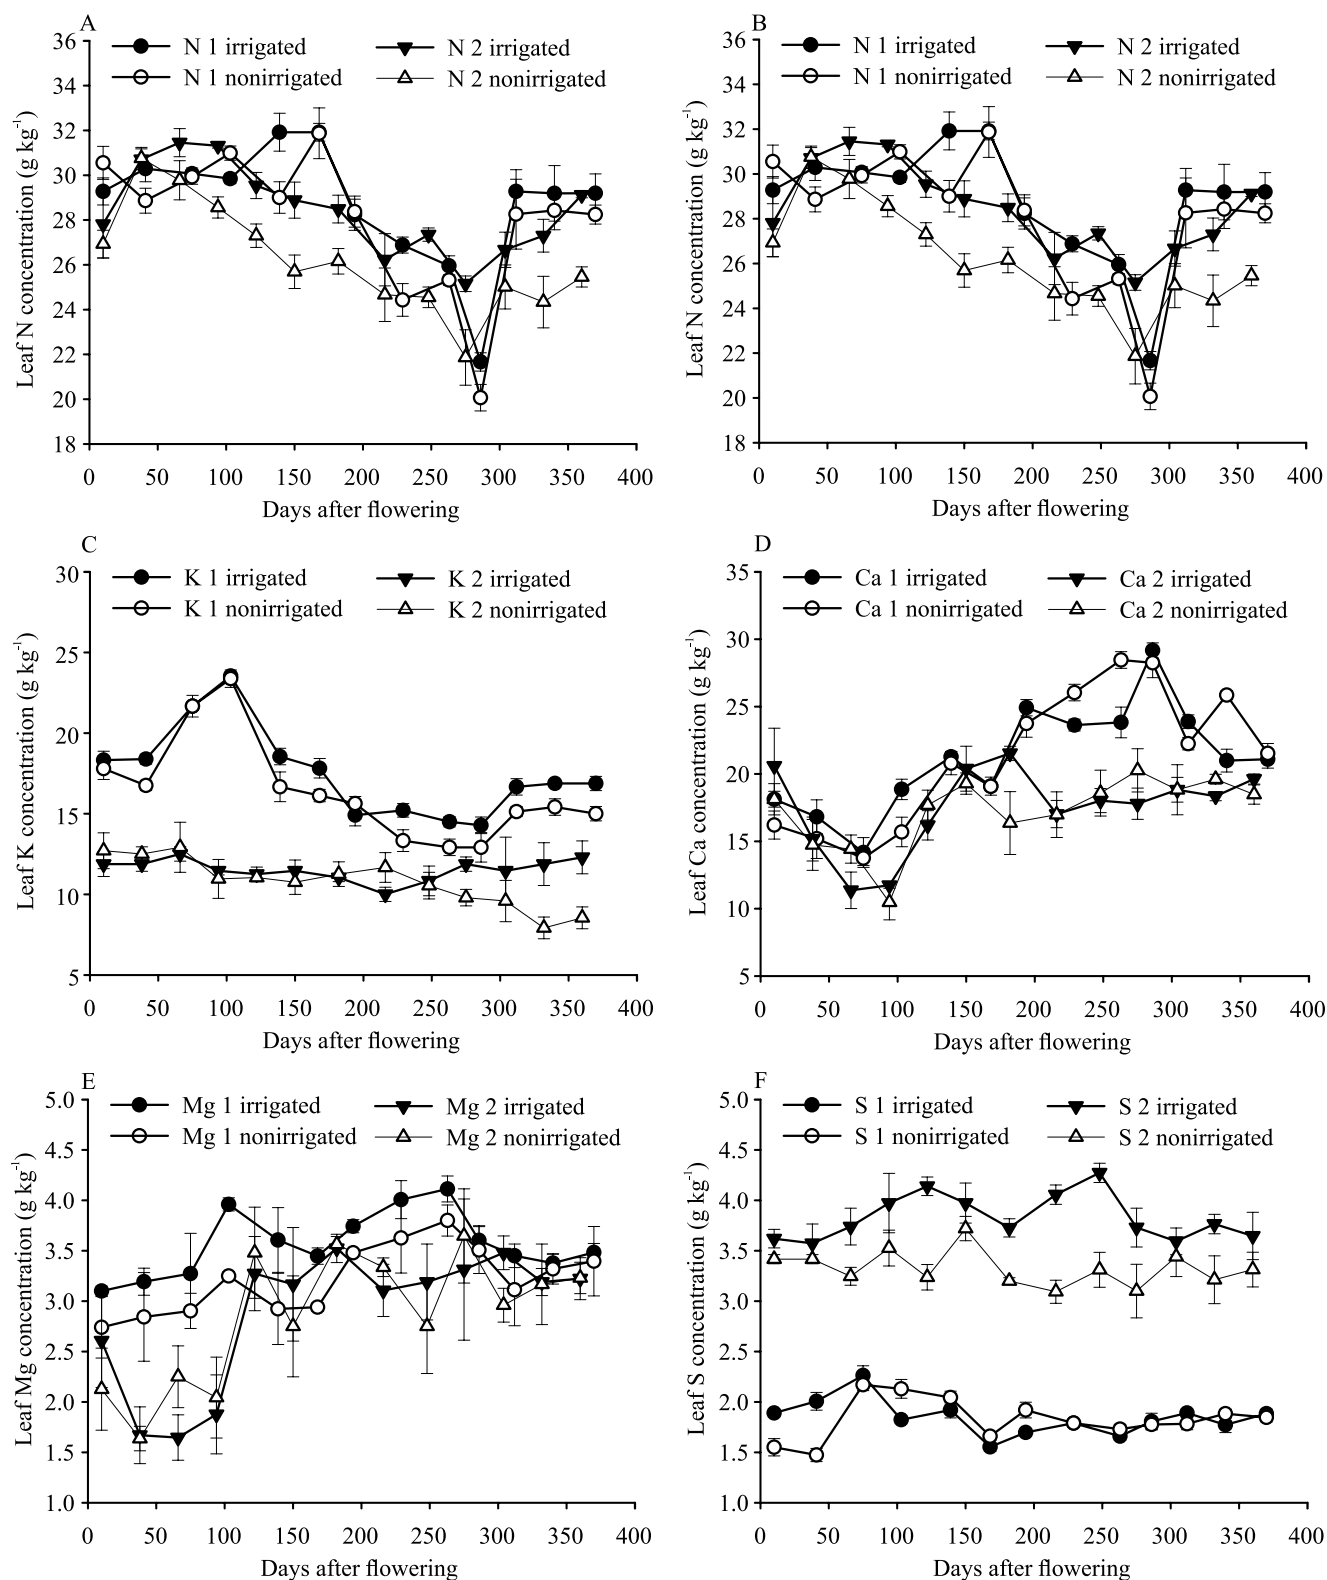 A
N 1 irrigated
N 2 irrigated
N 1 nonirrigated
N 2 nonirrigated
Leaf N concentration (g kg-1)
36
34
32
30
28
26
24
22
20
18
0 50 100 150 200 250 300 350 400
Days after flowering
B
N 1 irrigated
N 2 irrigated
N 1 nonirrigated
N 2 nonirrigated
Leaf N concentration (g kg-1)
36
34
32
30
28
26
24
22
20
18
0 50 100 150 200 250 300 350 400
Days after flowering
C
K 1 irrigated
K 2 irrigated
K 1 nonirrigated
K 2 nonirrigated
Leaf K concentration (g kg-1)
30
25
20
15
10
5
0 50 100 150 200 250 300 350 400
Days after flowering
D
Ca 1 irrigated
Ca 2 irrigated
Ca 1 nonirrigated
Ca 2 nonirrigated
Leaf Ca concentration (g kg-1)
35
30
25
20
15
10
5
0 50 100 150 200 250 300 350 400
Days after flowering
E
Mg 1 irrigated
Mg 2 irrigated
Mg 1 nonirrigated
Mg 2 nonirrigated
Leaf Mg concentration (g kg-1)
5.0
4.5
4.0
3.5
3.0
2.5
2.0
1.5
1.0
0 50 100 150 200 250 300 350 400
Days after flowering
F
S 1 irrigated
S 2 irrigated
S 1 nonirrigated
S 2 nonirrigated
Leaf S concentration (g kg-1)
5.0
4.5
4.0
3.5
3.0
2.5
2.0
1.5
1.0
0 50 100 150 200 250 300 350 400
Days after flowering